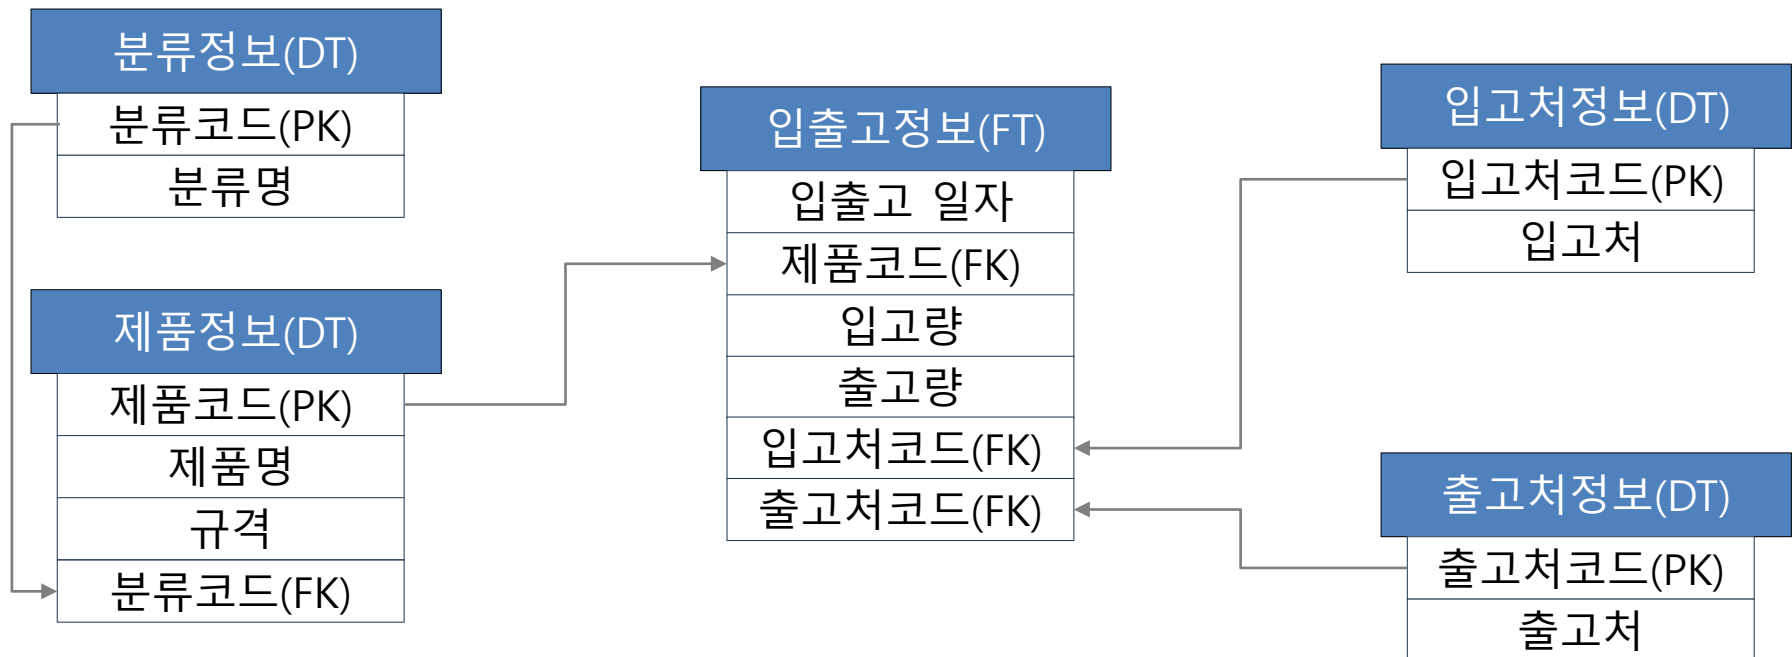 분류정보(DT)
분류코드(PK)
분류명
제품정보(DT)
제품코드(PK)
제품명
규격
분류코드(FK)
입출고정보(FT)
입출고 일자
제품코드(FK)
입고량
출고량
입고처코드(FK)
출고처코드(FK)
입고처정보(DT)
입고처코드(PK)
입고처
출고처정보(DT)
출고처코드(PK)
출고처